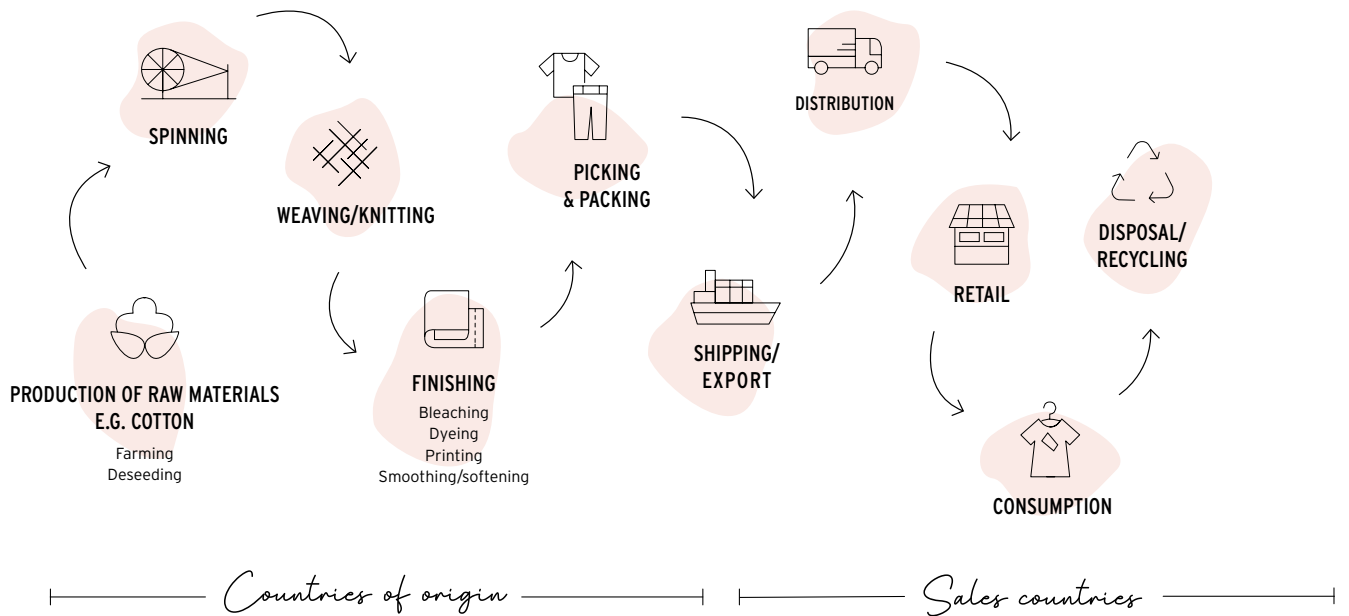 SPINNING
WEAVING/KNITTING
PRODUCTION OF RAW MATERIALS
E.G. COTTON
Farming
Deseeding
FINISHING
Bleaching
Dyeing
Printing
Smoothing/softening
PICKING
& PACKING
SHIPPING/
EXPORT
DISTRIBUTION
RETAIL
CONSUMPTION
DISPOSAL/
RECYCLING
Countries of origin
Sales countries